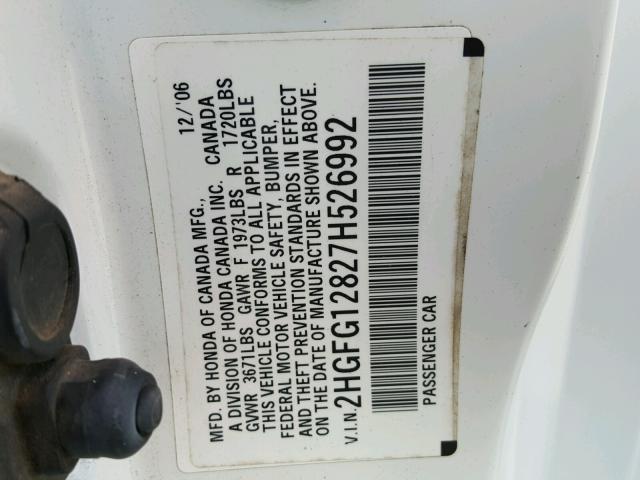 MFD. BY HONDA OF CANADA MFG., 12/'06
A DIVISION OF HONDA CANADA INC. CANADA
GVWR 3671LBS GAWR F 1973LBS R 1720LBS
THIS VEHICLE CONFORMS TO ALL APPLICABLE
FEDERAL MOTOR VEHICLE SAFETY, BUMPER,
AND THEFT PREVENTION STANDARDS IN EFFECT
ON THE DATE OF MANUFACTURE SHOWN ABOVE.
V.I.N. 2HGFG12827H526992
PASSENGER CAR